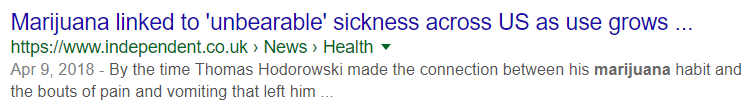 Marijuana linked to 'unbearable' sickness across US as use grows ...
https://www.independent.co.uk › News › Health
Apr 9, 2018 - By the time Thomas Hodorowski made the connection between his marijuana habit and
the bouts of pain and vomiting that left him ...